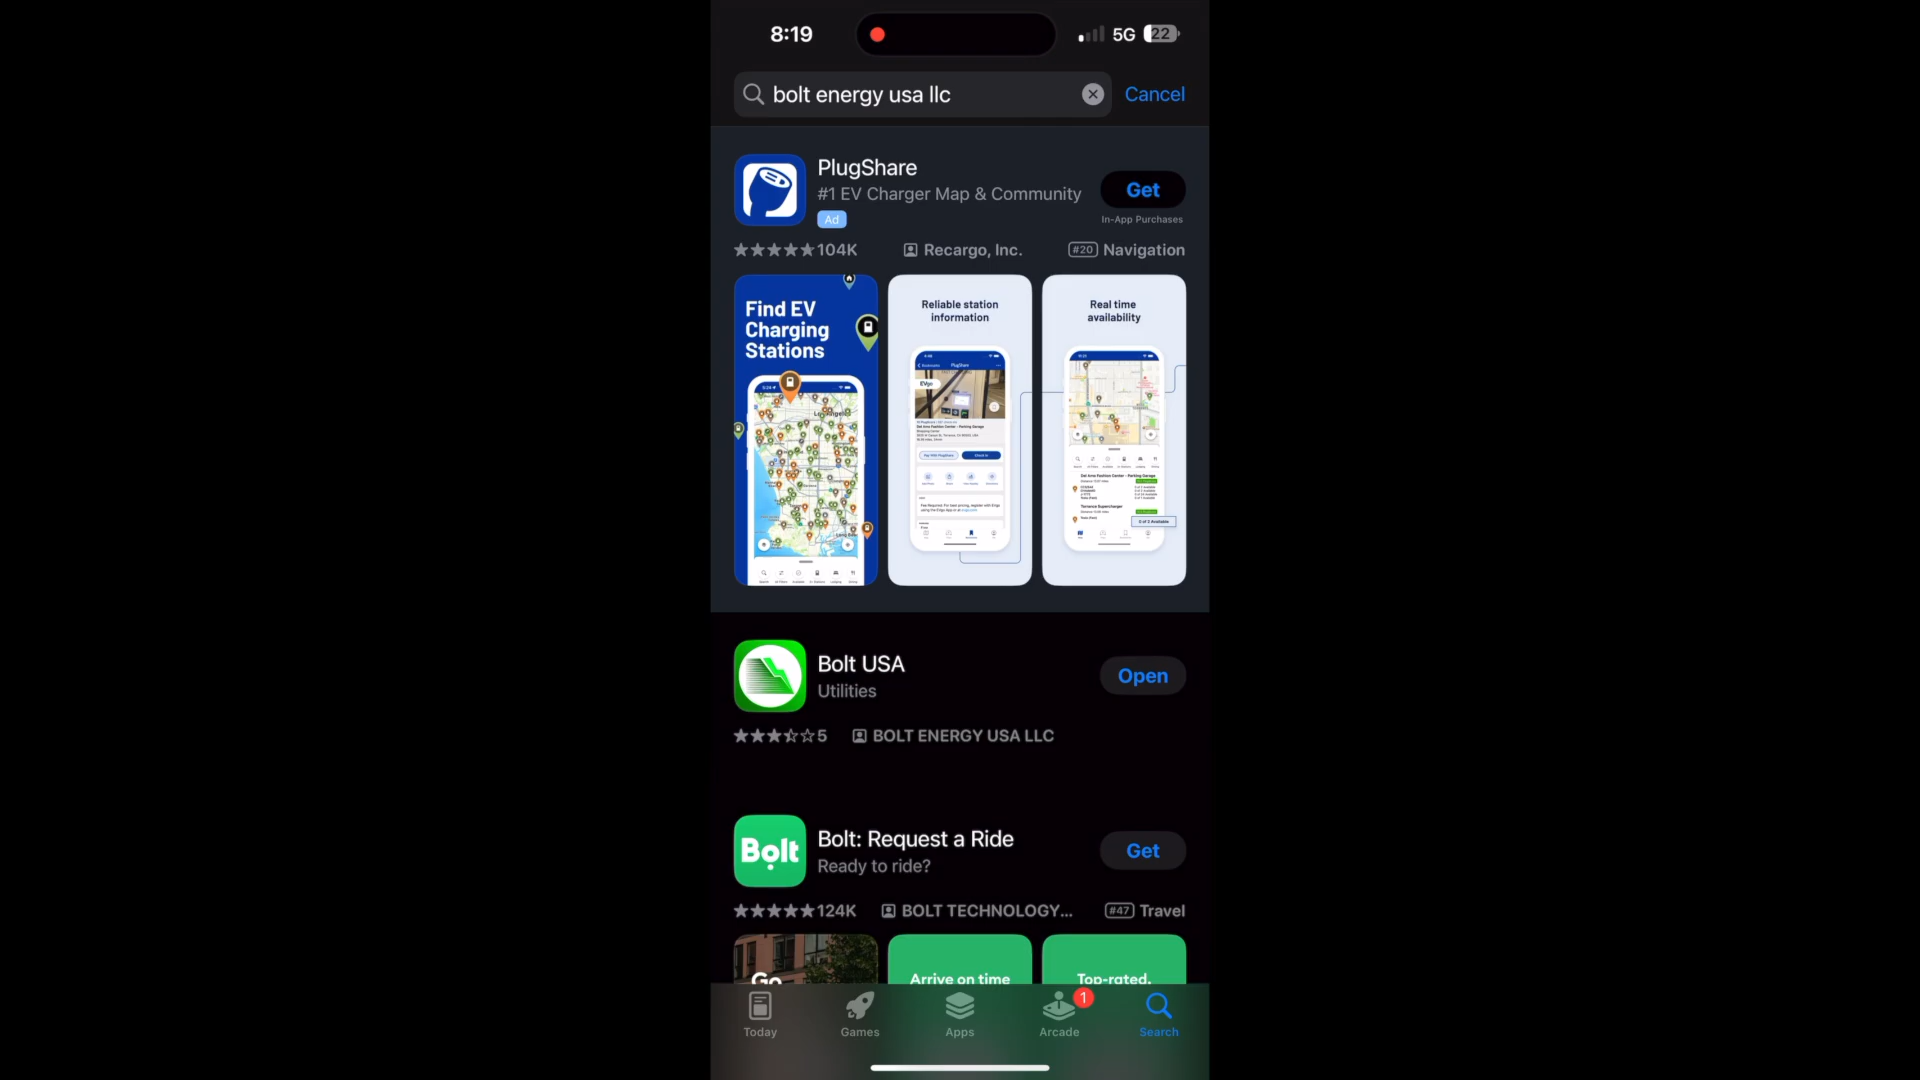 8:19
5G 22
bolt energy usa llc
Cancel
PlugShare
#1 EV Charger Map & Community
Ad
Get
In-App Purchases
104K
Recargo, Inc.
#20 Navigation
Find EV
Charging
Stations
Reliable station
information
PlugShare
EVgo
Real time
availability
Bolt USA
Utilities
Open
5
BOLT ENERGY USA LLC
Bolt
Bolt: Request a Ride
Ready to ride?
Get
124K
BOLT TECHNOLOGY...
#47 Travel
Go
Arrive on time
Top-rated.
1
Today
Games
Apps
Arcade
Search